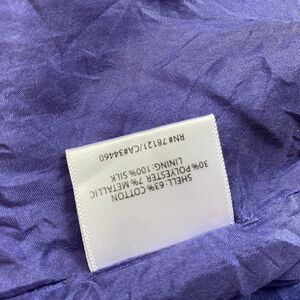 SHELL: 63% COTTON
30% POLYESTER 7% METALLIC
LINING: 100% SILK
RN# 78121/CA#34460